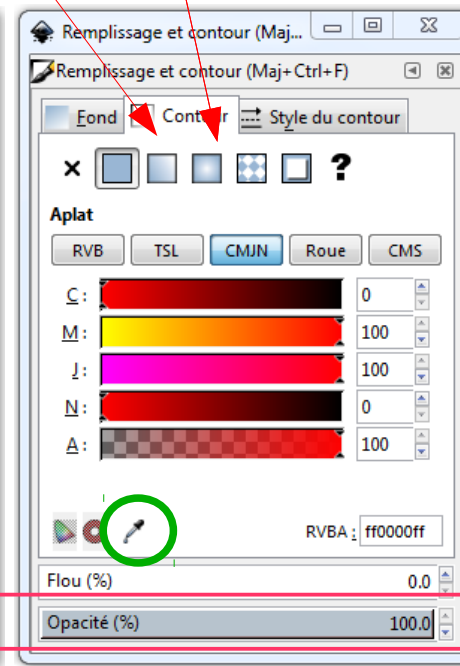 Remplissage et contour (Maj...
Remplissage et contour (Maj+Ctrl+F)
Fond Contour Style du contour
?
Aplat
RVB TSL CMJN Roue CMS
C : 0
M : 100
J : 100
N : 0
A : 100
RVBA : ff0000ff
Flou (%) 0.0
Opacité (%) 100.0